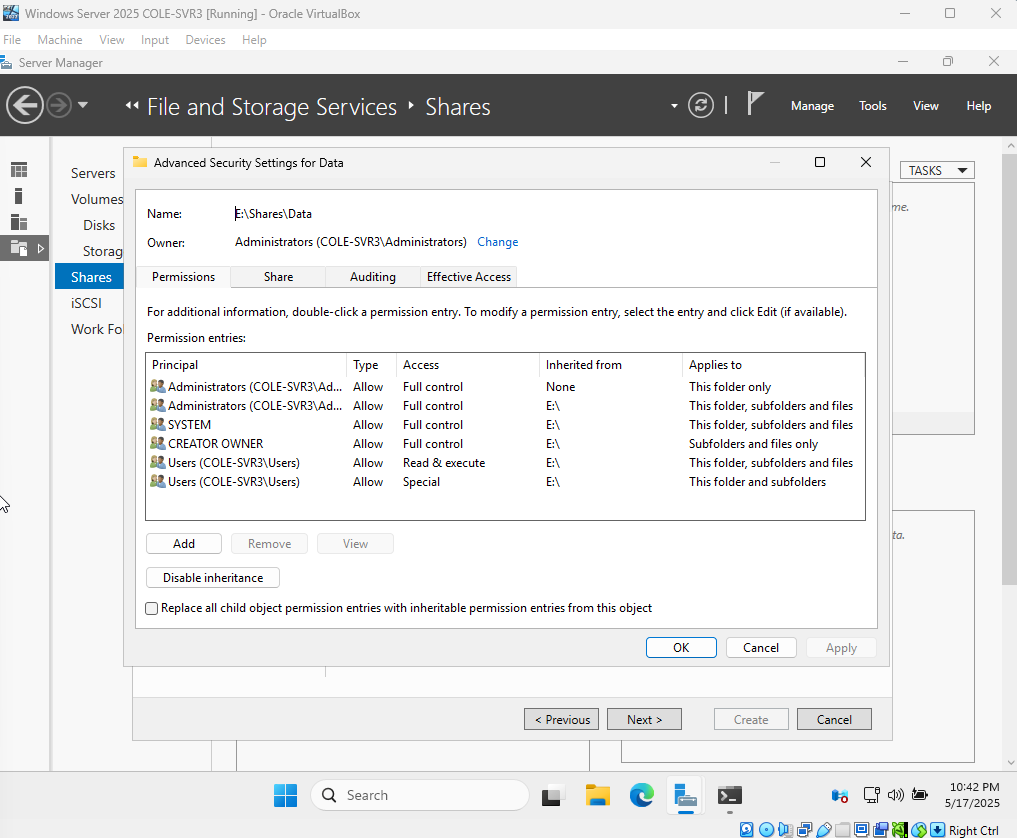 Windows Server 2025 COLE-SVR3 [Running] - Oracle VirtualBox
File Machine View Input Devices Help
Server Manager
File and Storage Services Shares
Manage Tools View Help
Servers
Volumes
Disks
Storag
Shares
iSCSI
Work Fo
TASKS
me.
ta.
Advanced Security Settings for Data
Name: E:\Shares\Data
Owner: Administrators (COLE-SVR3\Administrators) Change
Permissions Share Auditing Effective Access
For additional information, double-click a permission entry. To modify a permission entry, select the entry and click Edit (if available).
Permission entries:
Principal Type Access Inherited from Applies to
Administrators (COLE-SVR3\Ad... Allow Full control None This folder only
Administrators (COLE-SVR3\Ad... Allow Full control E:\ This folder, subfolders and files
SYSTEM Allow Full control E:\ This folder, subfolders and files
CREATOR OWNER Allow Full control E:\ Subfolders and files only
Users (COLE-SVR3\Users) Allow Read & execute E:\ This folder, subfolders and files
Users (COLE-SVR3\Users) Allow Special E:\ This folder and subfolders
Add Remove View
Disable inheritance
Replace all child object permission entries with inheritable permission entries from this object
OK Cancel Apply
< Previous Next > Create Cancel
Search
10:42 PM
5/17/2025
Right Ctrl